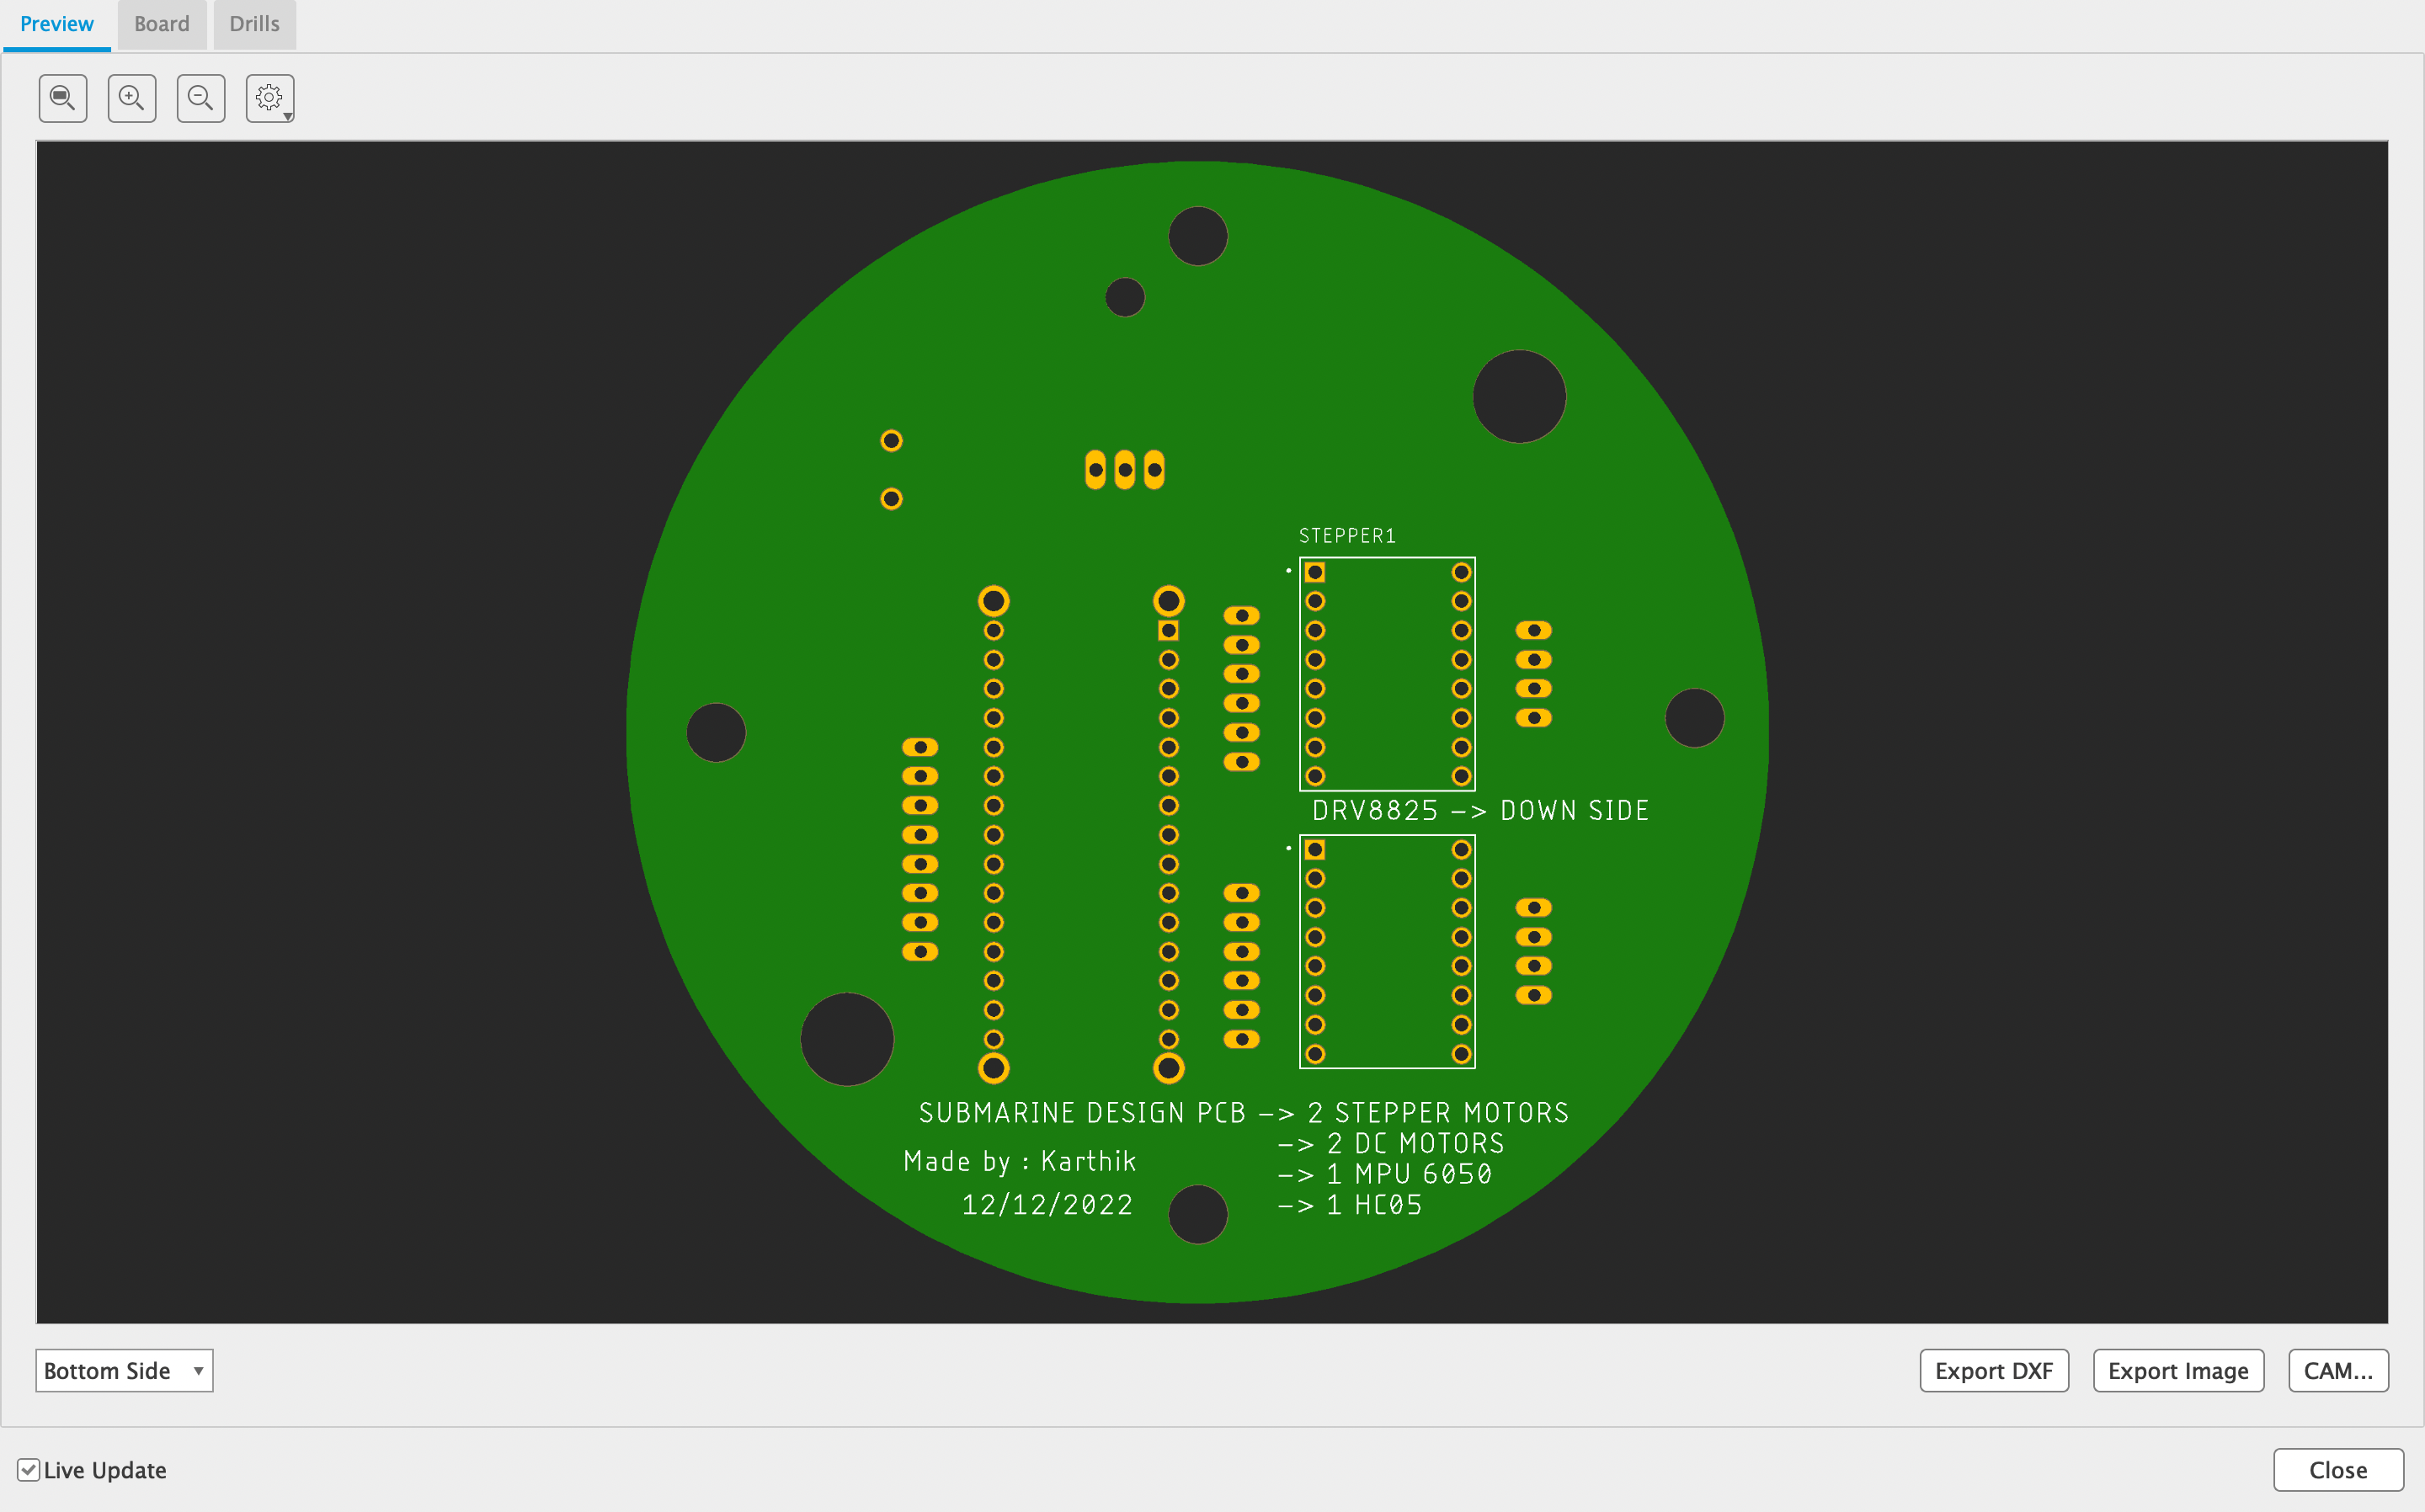 Preview Board Drills
STEPPER1
DRV8825 -> DOWN SIDE
SUBMARINE DESIGN PCB -> 2 STEPPER MOTORS
-> 2 DC MOTORS
Made by : Karthik
-> 1 MPU 6050
12/12/2022
-> 1 HC05
Bottom Side
Export DXF Export Image CAM...
Live Update
Close